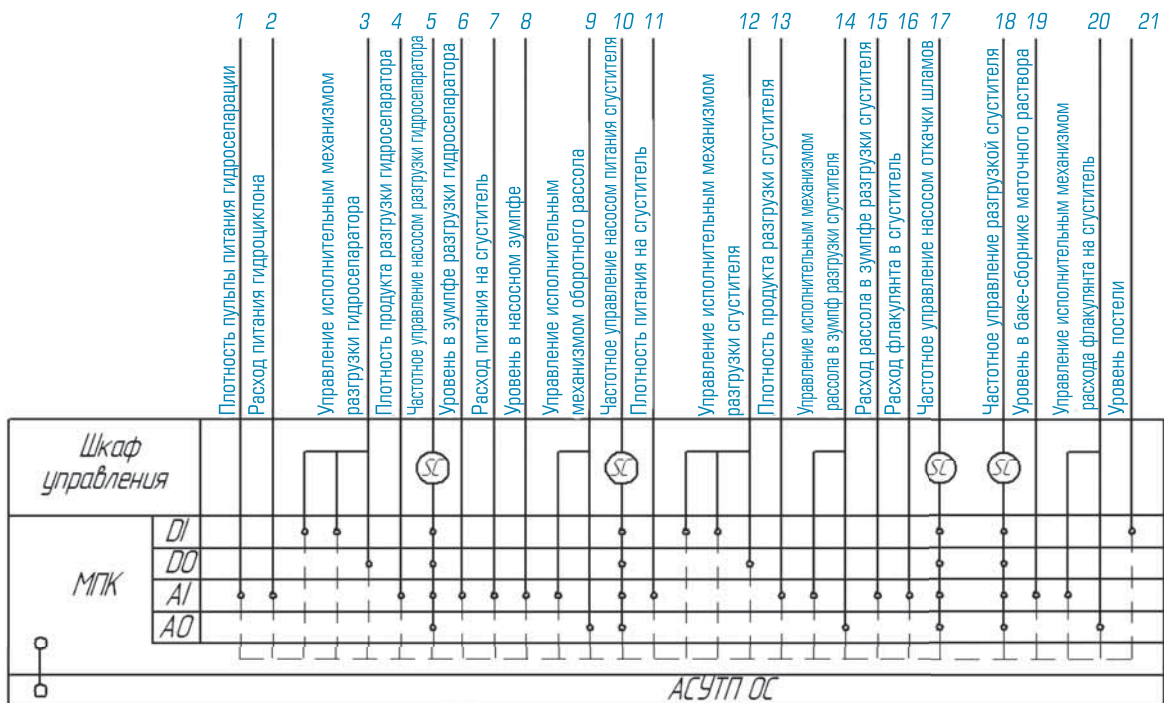 1 2 3 4 5 6 7 8 9 10 11 12 13 14 15 16 17 18 19 20 21
Плотность пульпы питания гидросепарации
Расход питания гидроциклона
Управление исполнительным механизмом
разгрузки гидросепаратора
Плотность продукта разгрузки гидросепаратора
Частотное управление насосом разгрузки гидросепаратора
Уровень в зумпфе разгрузки гидросепаратора
Расход питания на сгуститель
Уровень в насосном зумпфе
Управление исполнительным
механизмом оборотного рассола
Частотное управление насосом питания сгустителя
Плотность питания на сгуститель
Управление исполнительным механизмом
разгрузки сгустителя
Плотность продукта разгрузки сгустителя
Управление исполнительным механизмом
рассола в зумпф разгрузки сгустителя
Расход рассола в зумпфе разгрузки сгустителя
Расход флакулянта в сгуститель
Частотное управление насосом откачки шламов
Частотное управление разгрузкой сгустителя
Уровень в баке-сборнике маточного раствора
Управление исполнительным механизмом
расхода флакулянта на сгуститель
Уровень постели
Шкаф
управления
SC SC SC SC
МПК
DI
DO
AI
AO
АСУТП ОС